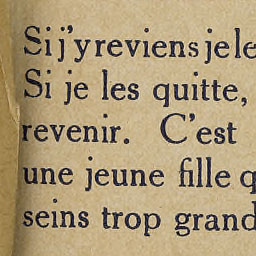 Si j'y reviens je le
Si je les quitte,
revenir. C'est
une jeune fille q
seins trop grand